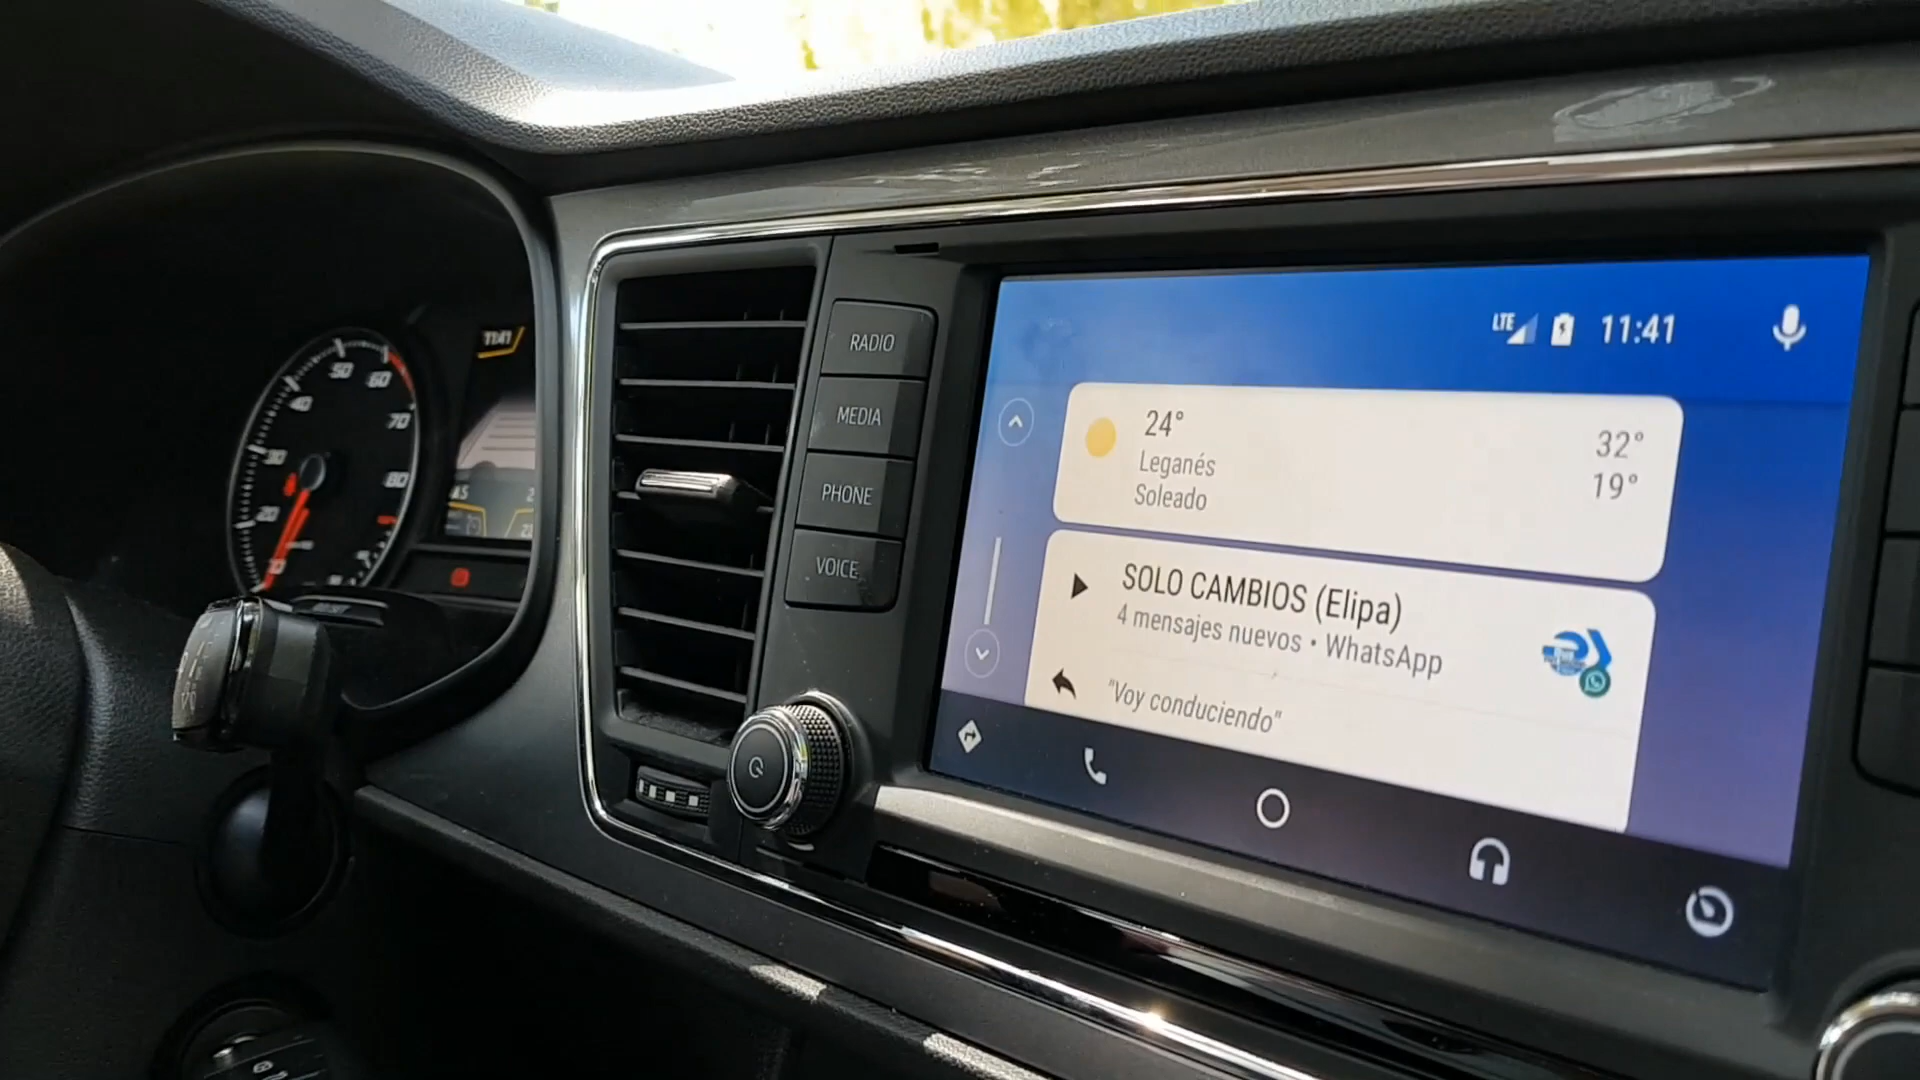 LTE 11:41
24°
Leganés
Soleado
32°
19°
SOLO CAMBIOS (Elipa)
4 mensajes nuevos • WhatsApp
"Voy conduciendo"
RADIO
MEDIA
PHONE
VOICE
11:41
50
60
40
70
30
80
20
10